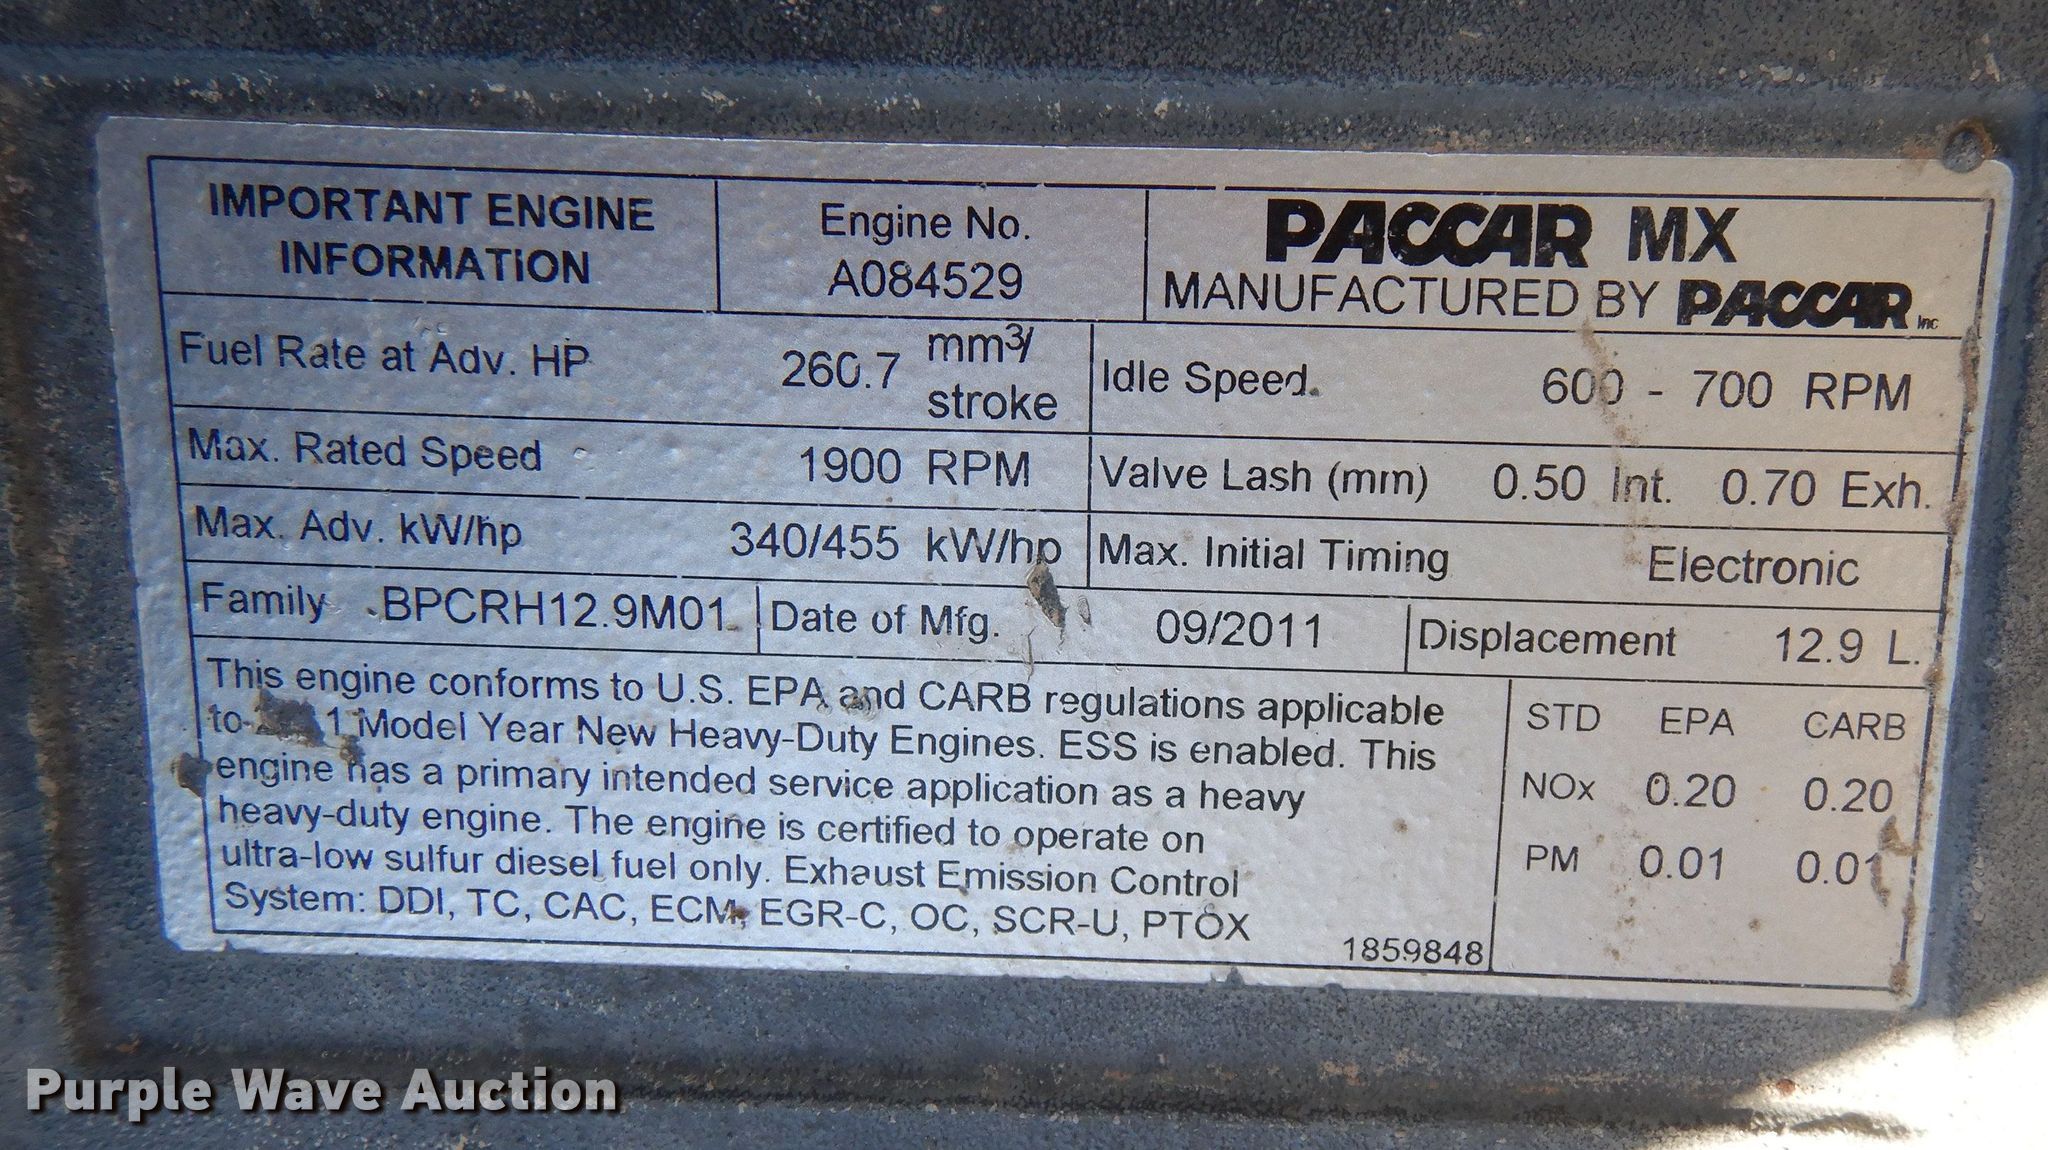 IMPORTANT ENGINE
INFORMATION
Engine No.
A084529
PACCAR MX
MANUFACTURED BY PACCAR Inc
Fuel Rate at Adv. HP 260.7 mm3/
stroke
Idle Speed. 600 - 700 RPM
Max. Rated Speed 1900 RPM
Valve Lash (mm) 0.50 Int. 0.70 Exh.
Max. Adv. kW/hp 340/455 kW/hp
Max. Initial Timing Electronic
Family BPCRH12.9M01
Date of Mfg. 09/2011
Displacement 12.9 L.
This engine conforms to U.S. EPA and CARB regulations applicable
to Model Year New Heavy-Duty Engines. ESS is enabled. This
engine has a primary intended service application as a heavy
heavy-duty engine. The engine is certified to operate on
ultra-low sulfur diesel fuel only. Exhaust Emission Control
System: DDI, TC, CAC, ECM, EGR-C, OC, SCR-U, PTOX
1859848
STD EPA CARB
NOx 0.20 0.20
PM 0.01 0.01
Purple Wave Auction